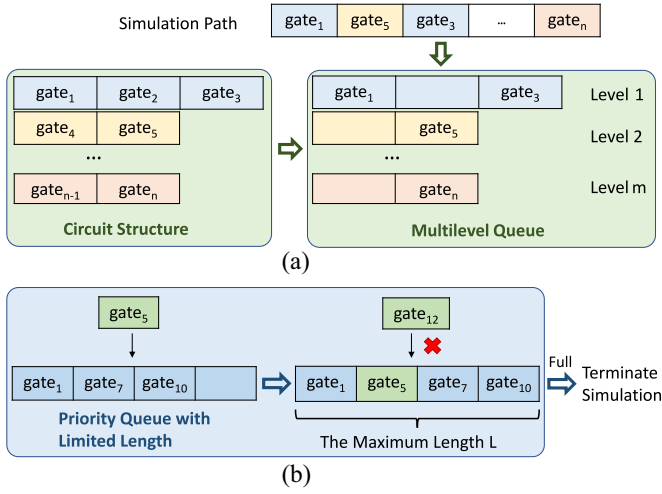 Simulation Path gate1 gate5 gate3 ... gaten
gate1 gate2 gate3
gate4 gate5
...
gaten-1 gaten
Circuit Structure
gate1 gate3 Level 1
gate5 Level 2
...
gaten Level m
Multilevel Queue
(a)
gate5
gate1 gate7 gate10
Priority Queue with
Limited Length
gate12
gate1 gate5 gate7 gate10
The Maximum Length L
Full
Terminate
Simulation
(b)